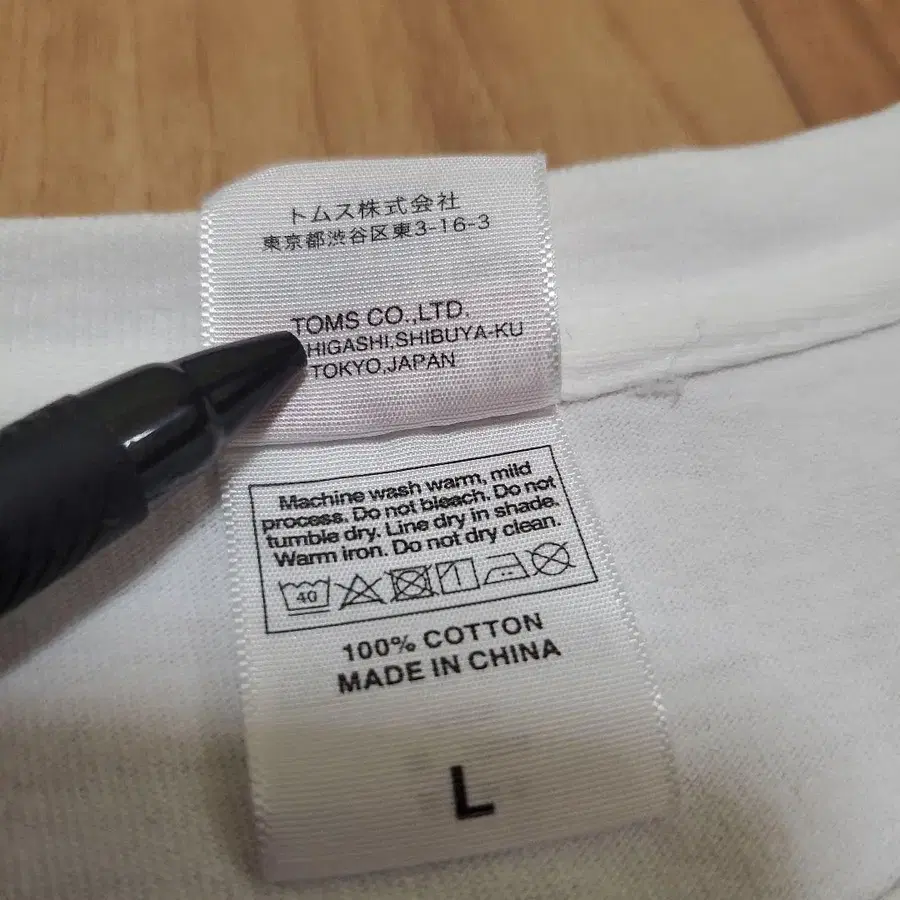 トムス株式会社
東京都渋谷区東3-16-3
TOMS CO.,LTD.
HIGASHI,SHIBUYA-KU
TOKYO,JAPAN
Machine wash warm, mild
process. Do not bleach. Do not
tumble dry. Line dry in shade.
Warm iron. Do not dry clean.
40
100% COTTON
MADE IN CHINA
L